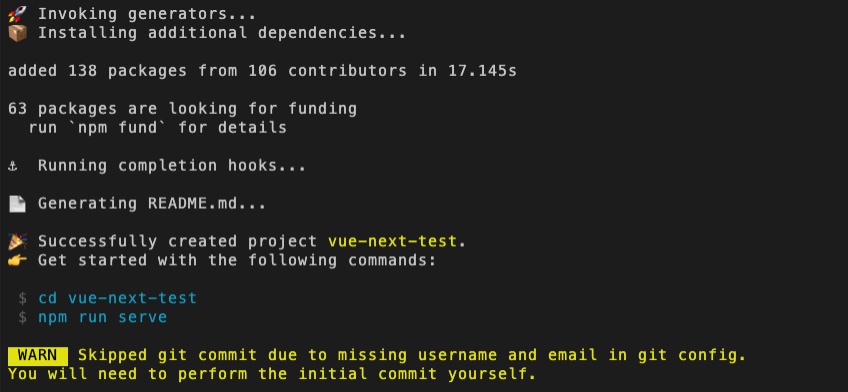 🚀 Invoking generators...
📦 Installing additional dependencies...
added 138 packages from 106 contributors in 17.145s
63 packages are looking for funding
run `npm fund` for details
⚓ Running completion hooks...
📄 Generating README.md...
🎉 Successfully created project vue-next-test.
👉 Get started with the following commands:
$ cd vue-next-test
$ npm run serve
WARN Skipped git commit due to missing username and email in git config.
You will need to perform the initial commit yourself.